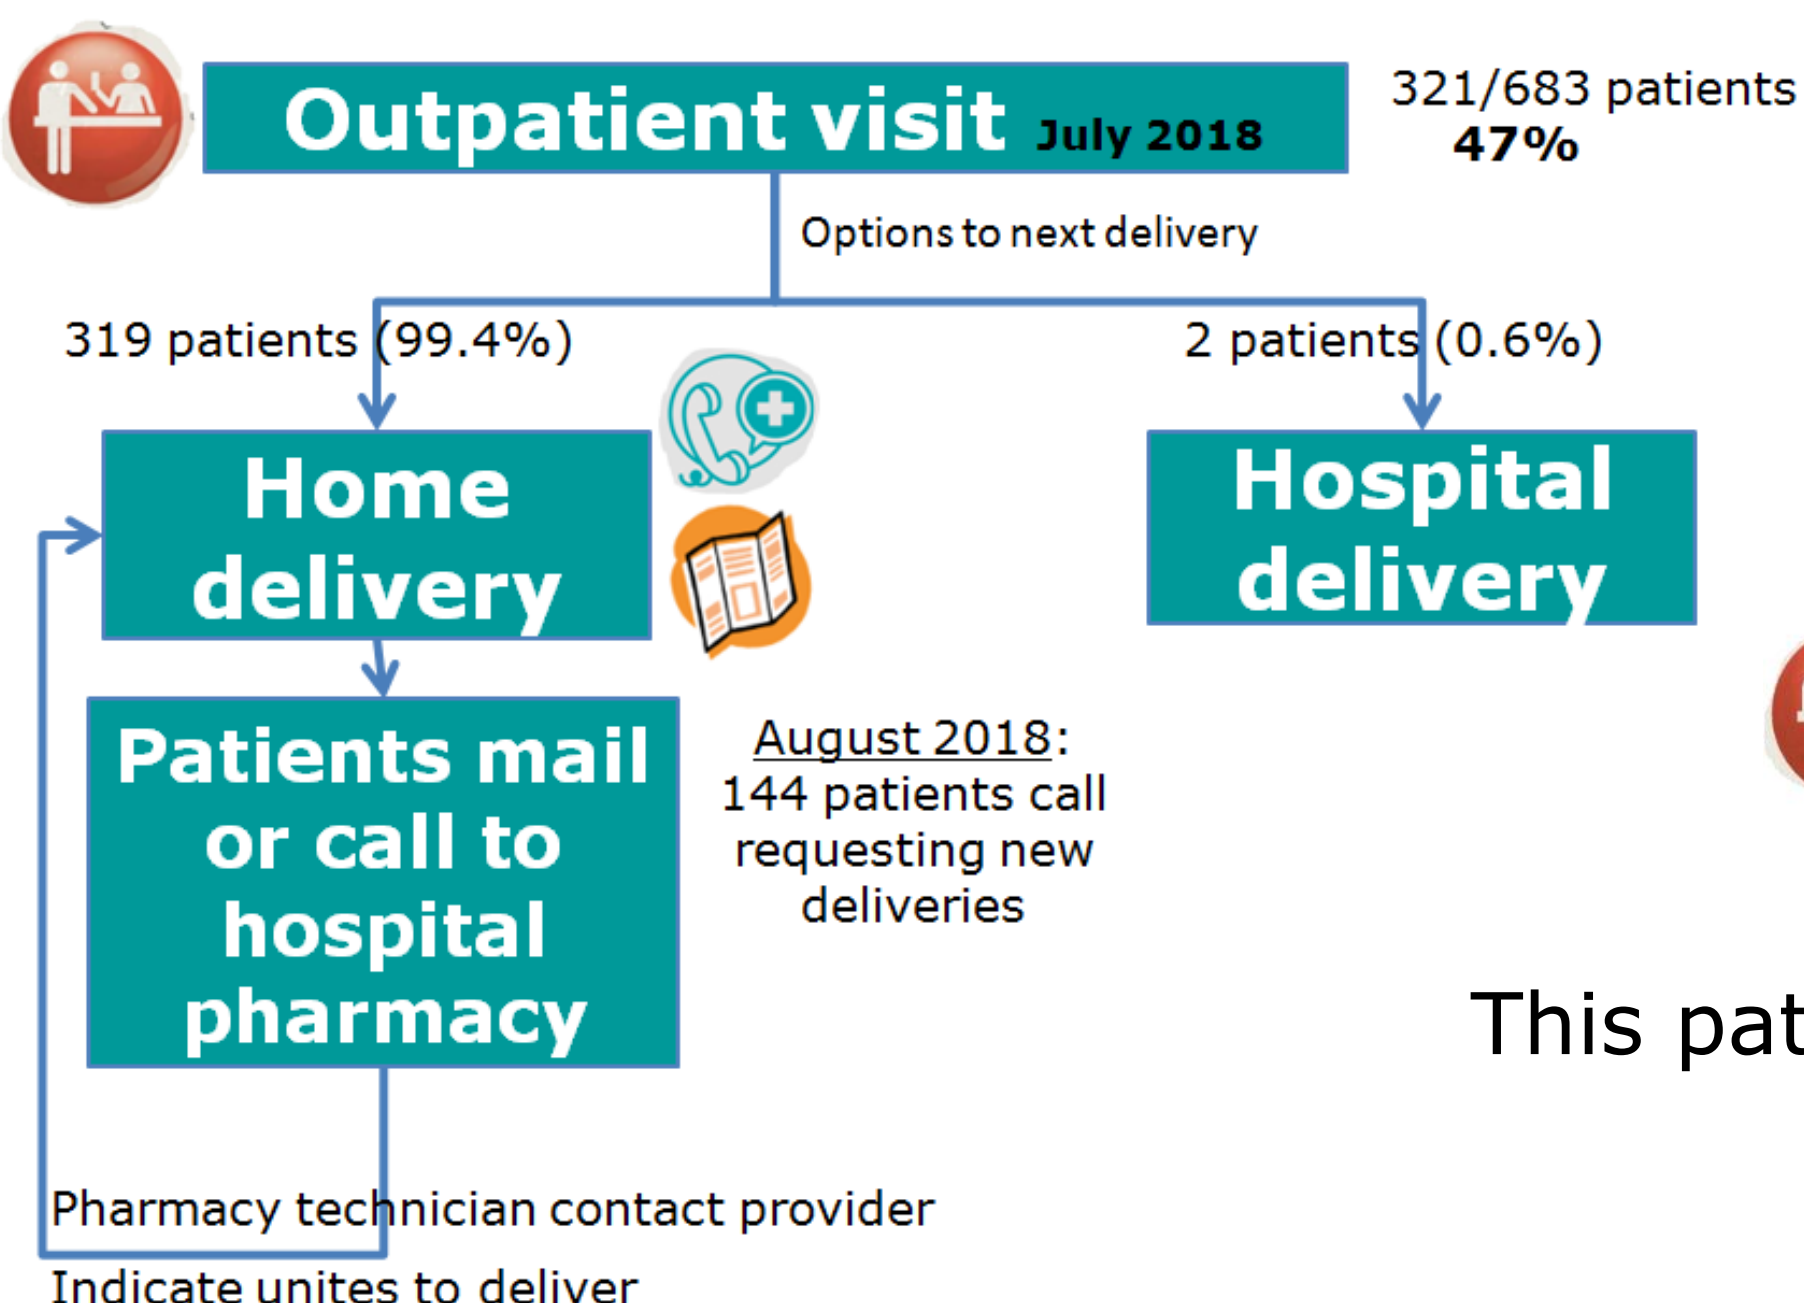 Outpatient visit July 2018
321/683 patients
47%
Options to next delivery
319 patients (99.4%)
2 patients (0.6%)
Home
delivery
Hospital
delivery
Patients mail
or call to
hospital
pharmacy
August 2018:
144 patients call
requesting new
deliveries
This pat
Pharmacy technician contact provider
Indicate unites to deliver